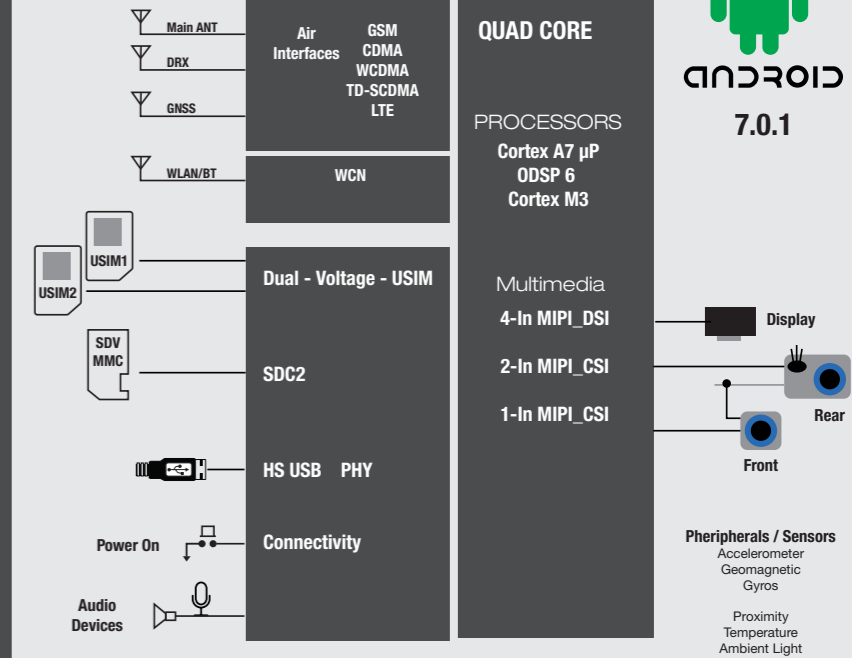 Main ANT
DRX
GNSS
WLAN/BT
Air
Interfaces
GSM
CDMA
WCDMA
TD-SCDMA
LTE
WCN
USIM1
USIM2
Dual - Voltage - USIM
SDV
MMC
SDC2
HS USB PHY
Power On
Connectivity
Audio
Devices
QUAD CORE
PROCESSORS
Cortex A7 µP
ODSP 6
Cortex M3
Multimedia
4-In MIPI_DSI
2-In MIPI_CSI
1-In MIPI_CSI
ANDROID
7.0.1
Display
Rear
Front
Pheripherals / Sensors
Accelerometer
Geomagnetic
Gyros
Proximity
Temperature
Ambient Light